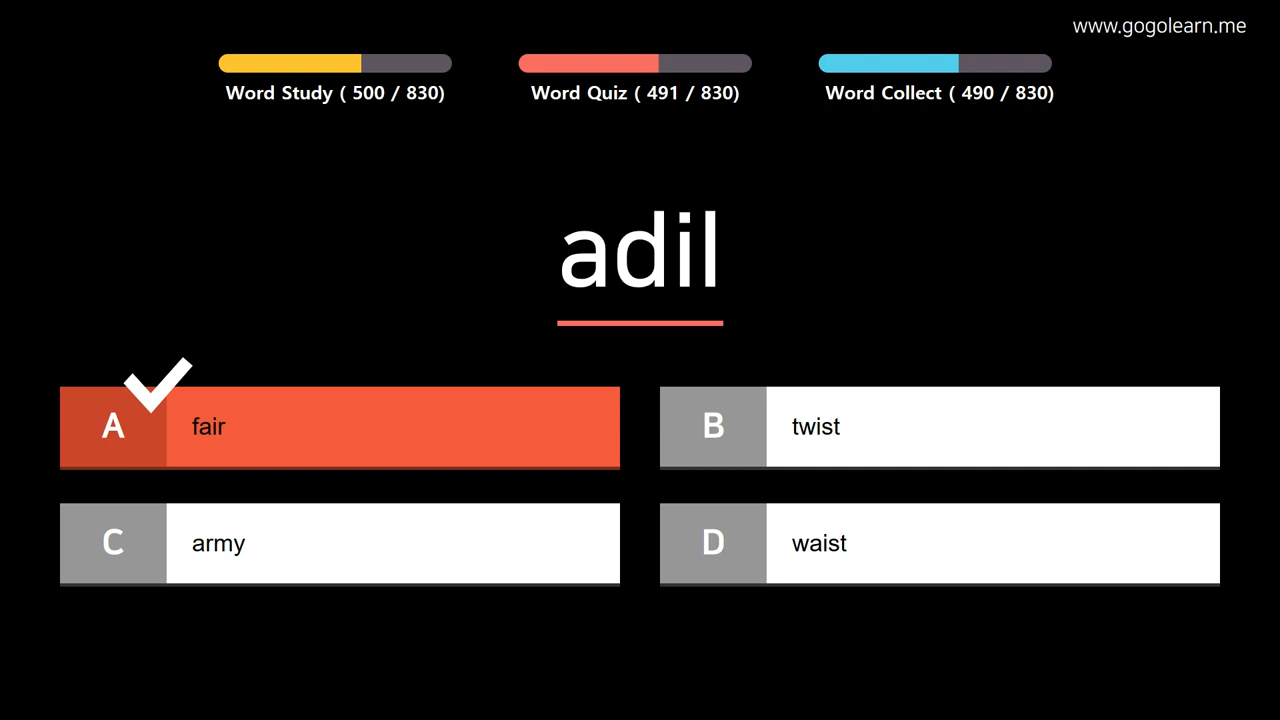 www.gogolearn.me
Word Study ( 500 / 830)
Word Quiz ( 491 / 830)
Word Collect ( 490 / 830)
adil
A fair
B twist
C army
D waist